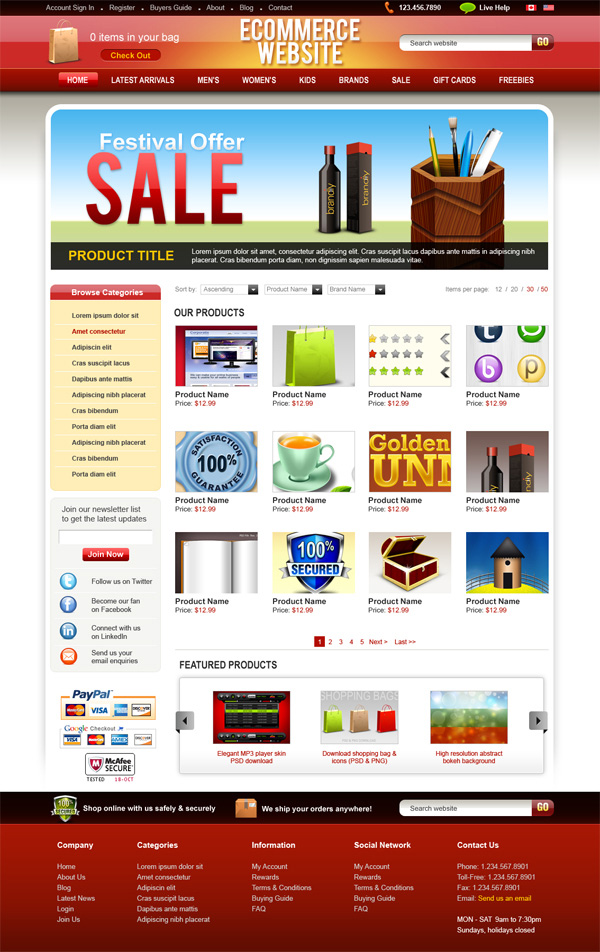 Account Sign In • Register • Buyers Guide • About • Blog • Contact
123.456.7890
Live Help
0 items in your bag
Check Out
ECOMMERCE
WEBSITE
Search website
GO
HOME LATEST ARRIVALS MEN'S WOMEN'S KIDS BRANDS SALE GIFT CARDS FREEBIES
Festival Offer
SALE
brandly
brandly
PRODUCT TITLE
Lorem ipsum dolor sit amet, consectetur adipiscing elit. Cras suscipit lacus dapibus ante mattis in adipiscing nibh
placerat. Cras bibendum porta diam, non dignissim sapien malesuada vitae.
Browse Categories
Lorem ipsum dolor sit
Amet consectetur
Adipiscin elit
Cras suscipit lacus
Dapibus ante mattis
Adipiscing nibh placerat
Cras bibendum
Porta diam elit
Adipiscing nibh placerat
Cras bibendum
Porta diam elit
Join our newsletter list
to get the latest updates
Join Now
Follow us on Twitter
Become our fan
on Facebook
Connect with us
on LinkedIn
Send us your
email enquiries
PayPal
MasterCard VISA DISCOVER
Google Checkout
VISA DISCOVER
McAfee
SECURE
TESTED 18-OCT
Sort by: Ascending Product Name Brand Name
Items per page: 12 / 20 / 30 / 50
OUR PRODUCTS
Product Name Product Name Product Name Product Name
Price: $12.99 Price: $12.99 Price: $12.99 Price: $12.99
SATISFACTION
100%
GUARANTEE
Golden
UNN
Product Name Product Name Product Name Product Name
Price: $12.99 Price: $12.99 Price: $12.99 Price: $12.99
100%
SECURED
Product Name Product Name Product Name Product Name
Price: $12.99 Price: $12.99 Price: $12.99 Price: $12.99
1 2 3 4 5 Next > Last >>
FEATURED PRODUCTS
SHOPPING BAGS
Elegant MP3 player skin
PSD download
Download shopping bag &
icons (PSD & PNG)
High resolution abstract
bokeh background
100%
SECURED
Shop online with us safely & securely
We ship your orders anywhere!
Search website
GO
Company
Home
About Us
Blog
Latest News
Login
Join Us
Categories
Lorem ipsum dolor sit
Amet consectetur
Adipiscin elit
Cras suscipit lacus
Dapibus ante mattis
Adipiscing nibh placerat
Information
My Account
Rewards
Terms & Conditions
Buying Guide
FAQ
Social Network
My Account
Rewards
Terms & Conditions
Buying Guide
FAQ
Contact Us
Phone: 1.234.567.8901
Toll-Free: 1.234.567.8901
Fax: 1.234.567.8901
Email: Send us an email
MON - SAT 9am to 7:30pm
Sundays, holidays closed